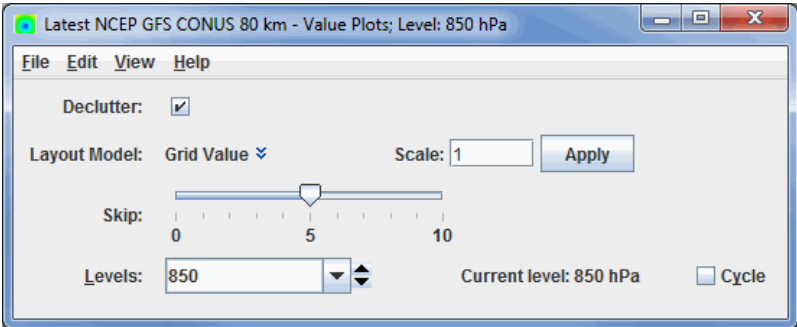 Latest NCEP GFS CONUS 80 km - Value Plots; Level: 850 hPa
File Edit View Help
Declutter:
Layout Model: Grid Value Scale: 1 Apply
Skip:
0 5 10
Levels: 850 Current level: 850 hPa Cycle